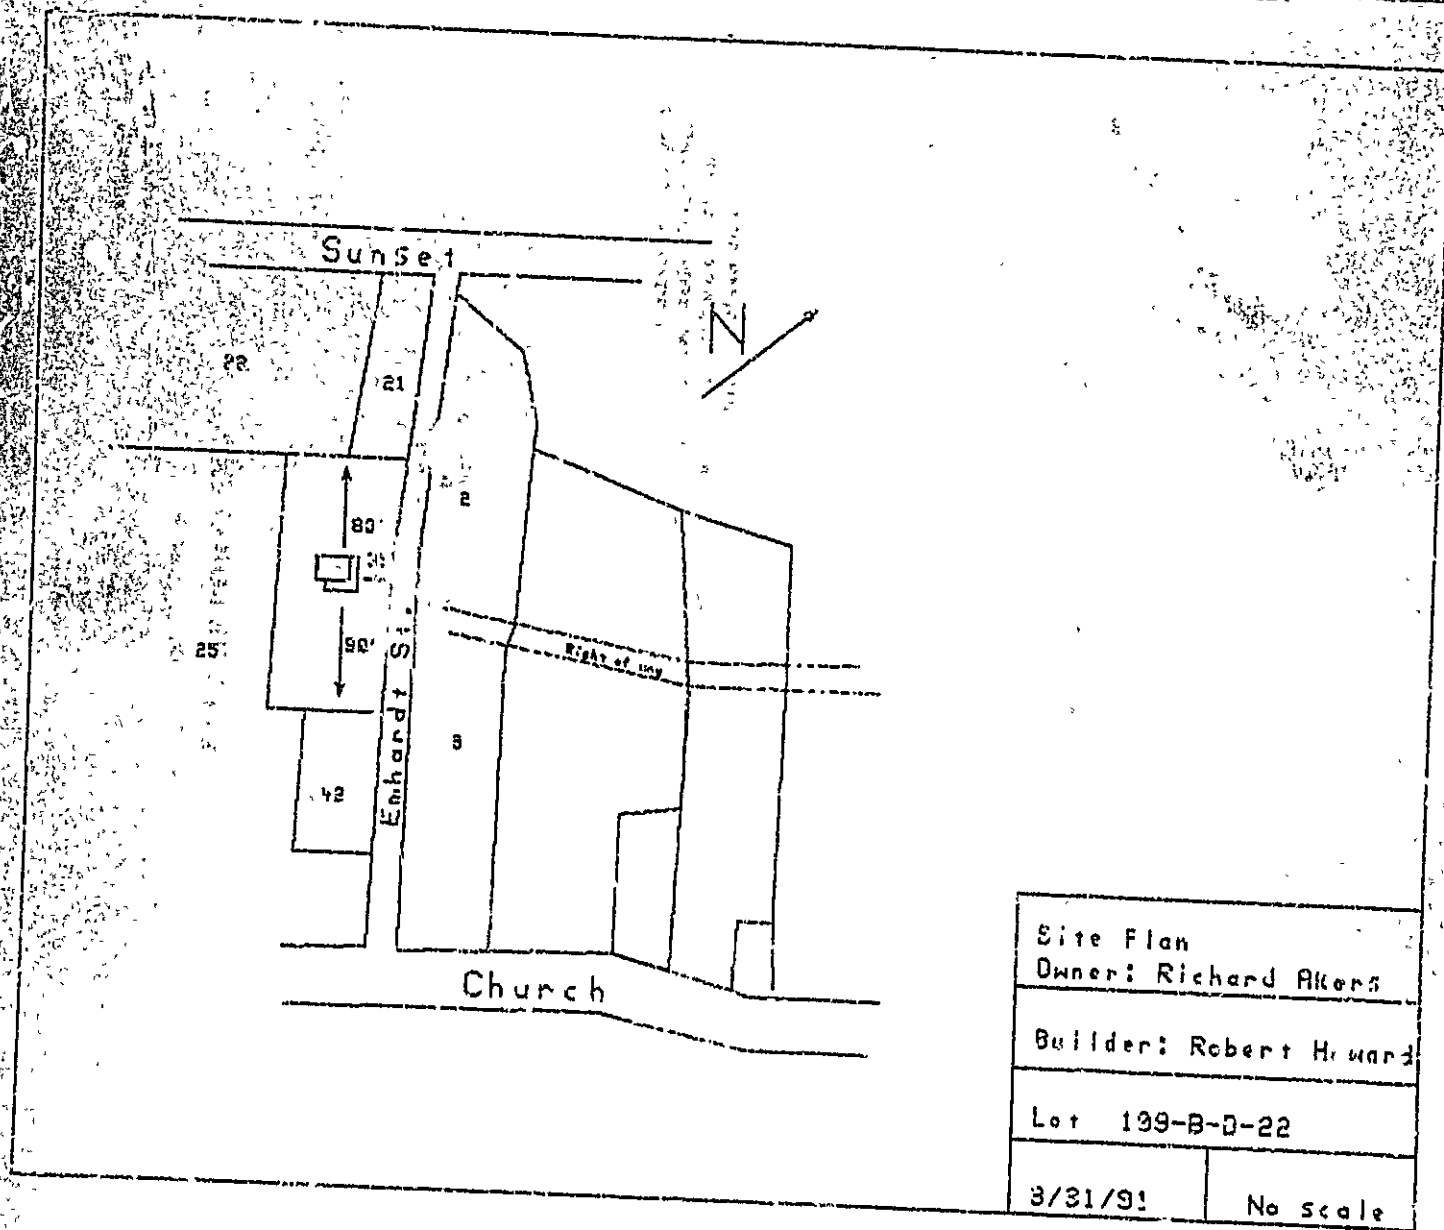 Sunset
22
21
N
2
80'
25
90'
Right of way
Emhardt St.
3
42
Church
Site Plan
Owner: Richard Akers
Builder: Robert Howard
Lot 199-B-D-22
3/31/91
No scale